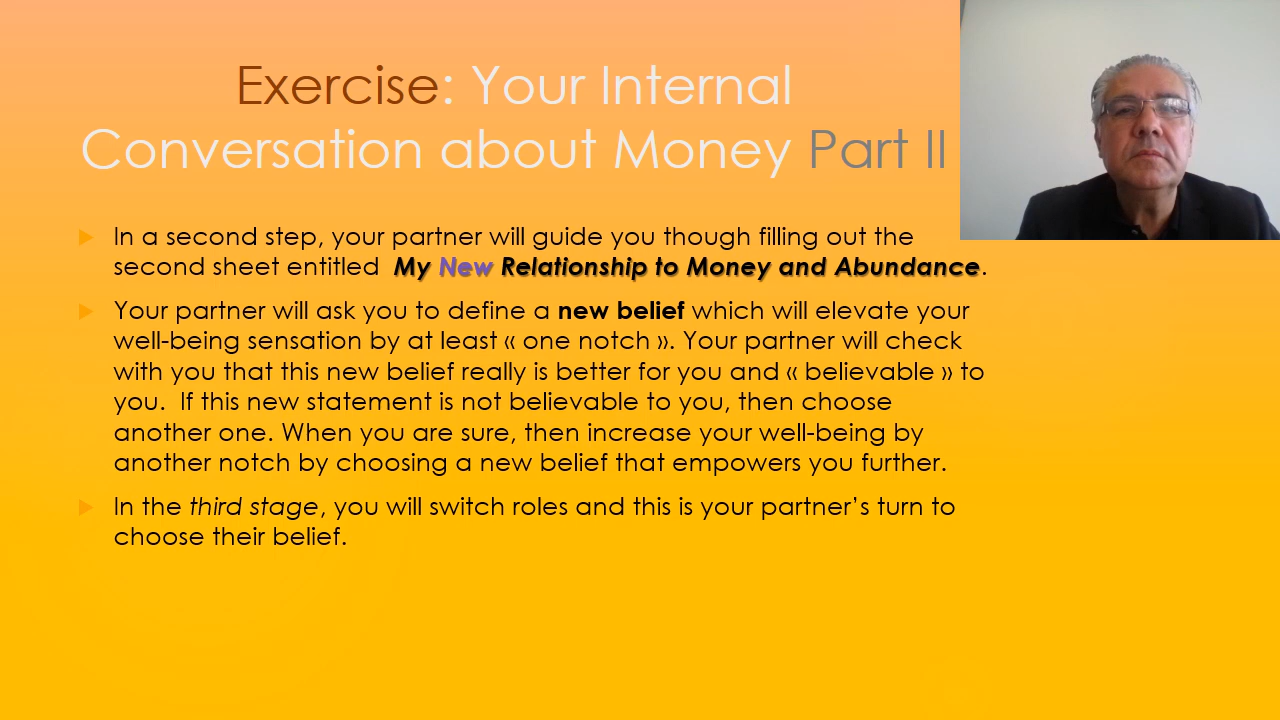 Exercise: Your Internal
Conversation about Money Part II
In a second step, your partner will guide you though filling out the
second sheet entitled My New Relationship to Money and Abundance.
Your partner will ask you to define a new belief which will elevate your
well-being sensation by at least « one notch ». Your partner will check
with you that this new belief really is better for you and « believable » to
you. If this new statement is not believable to you, then choose
another one. When you are sure, then increase your well-being by
another notch by choosing a new belief that empowers you further.
In the third stage, you will switch roles and this is your partner’s turn to
choose their belief.